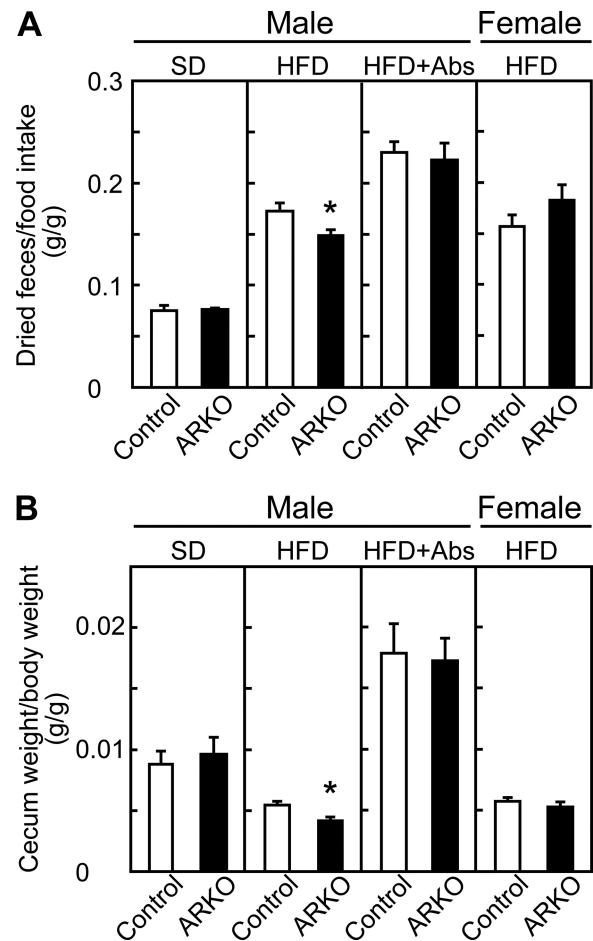 A
Male Female
SD HFD HFD+Abs HFD
Dried feces/food intake
(g/g)
0.3
0.2
0.1
0
*
Control ARKO Control ARKO Control ARKO Control ARKO
B
Male Female
SD HFD HFD+Abs HFD
Cecum weight/body weight
(g/g)
0.02
0.01
0
*
Control ARKO Control ARKO Control ARKO Control ARKO